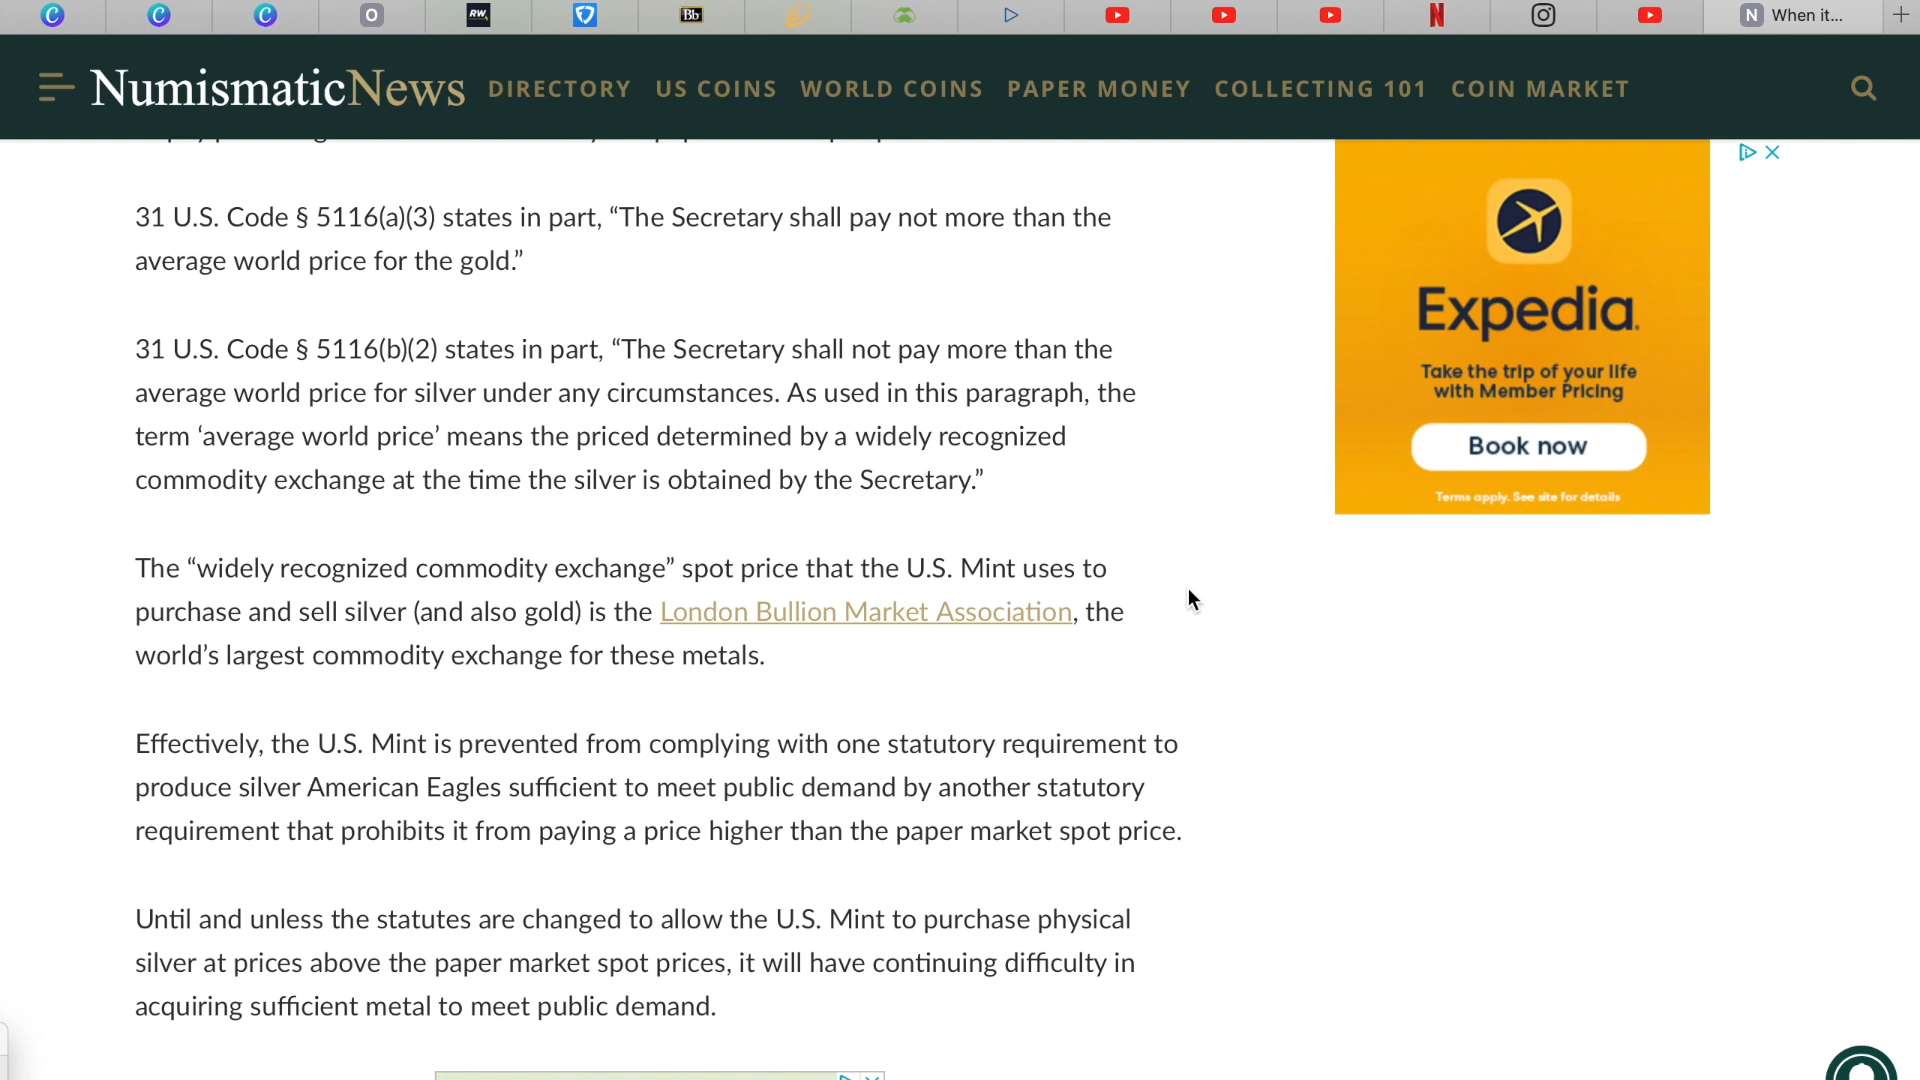 O
RW
Bb
N
N When it...
NumismaticNews DIRECTORY US COINS WORLD COINS PAPER MONEY COLLECTING 101 COIN MARKET
31 U.S. Code § 5116(a)(3) states in part, “The Secretary shall pay not more than the
average world price for the gold.”
31 U.S. Code § 5116(b)(2) states in part, “The Secretary shall not pay more than the
average world price for silver under any circumstances. As used in this paragraph, the
term ‘average world price’ means the priced determined by a widely recognized
commodity exchange at the time the silver is obtained by the Secretary.”
The “widely recognized commodity exchange” spot price that the U.S. Mint uses to
purchase and sell silver (and also gold) is the London Bullion Market Association, the
world’s largest commodity exchange for these metals.
Effectively, the U.S. Mint is prevented from complying with one statutory requirement to
produce silver American Eagles sufficient to meet public demand by another statutory
requirement that prohibits it from paying a price higher than the paper market spot price.
Until and unless the statutes are changed to allow the U.S. Mint to purchase physical
silver at prices above the paper market spot prices, it will have continuing difficulty in
acquiring sufficient metal to meet public demand.
Expedia.
Take the trip of your life
with Member Pricing
Book now
Terms apply. See site for details